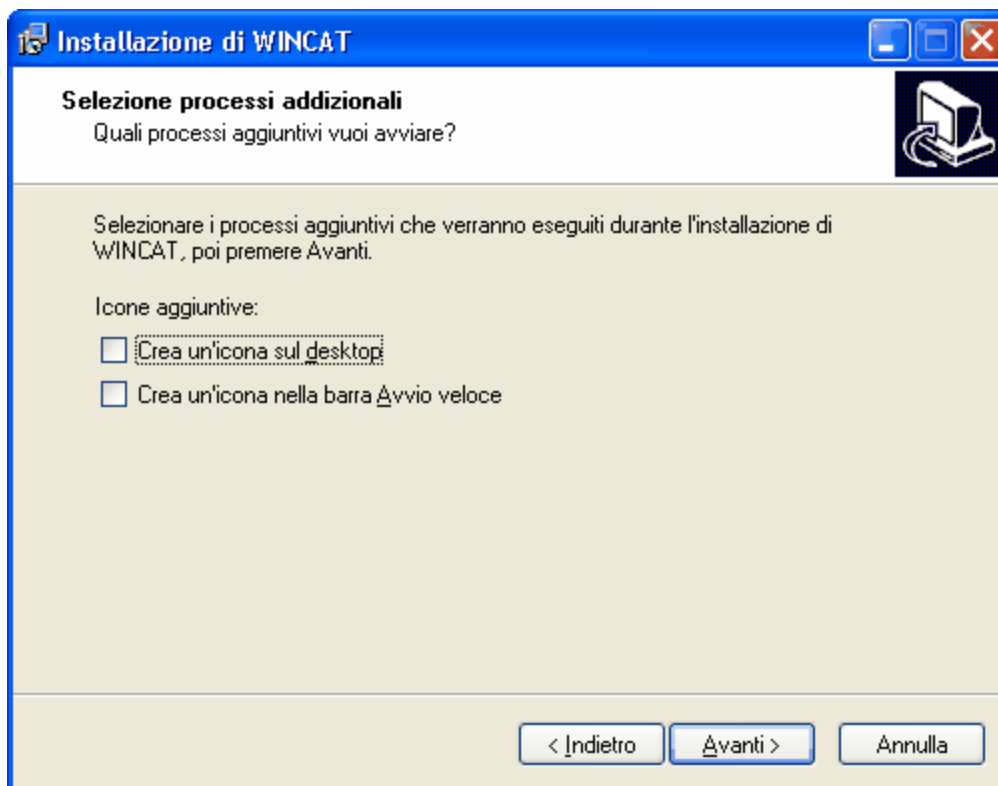 Installazione di WINCAT
Selezione processi addizionali
Quali processi aggiuntivi vuoi avviare?
Selezionare i processi aggiuntivi che verranno eseguiti durante l'installazione di
WINCAT, poi premere Avanti.
Icone aggiuntive:
Crea un'icona sul desktop
Crea un'icona nella barra Avvio veloce
< Indietro
Avanti >
Annulla